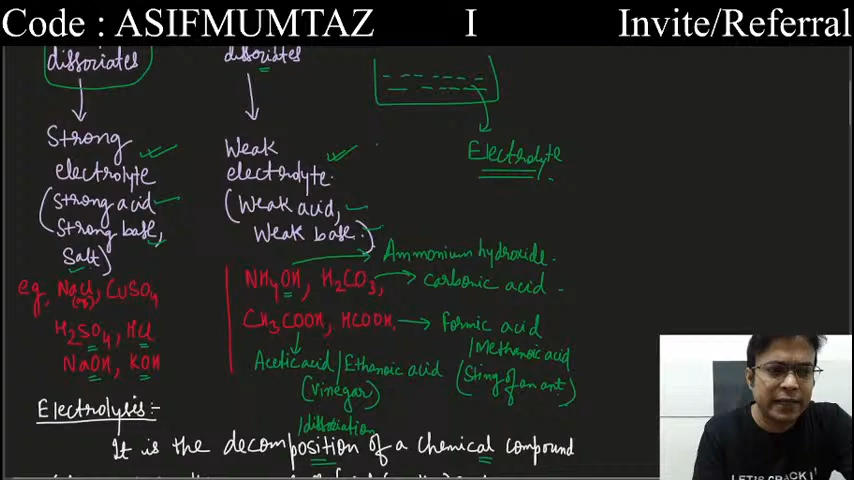 Code : ASIFMUMTAZ I Invite/Referral
dissociates
dissociates
Strong
electrolyte
(Strong acid
Strong base,
Salt)
Weak
electrolyte.
(Weak acid,
Weak base.)
Electrolyte
eg, NaCl, CuSO4
(aq)
H2SO4, HCl
NaOH, KOH
NH4OH, H2CO3,
CH3COOH, HCOOH.
Ammonium hydroxide.
carbonic acid -
Formic acid
/Methanoic acid
(Sting of an ant)
Acetic acid/Ethanoic acid
(Vinegar)
/dissociation
Electrolysis:-
It is the decomposition of a chemical compound
LET'S CRACK I